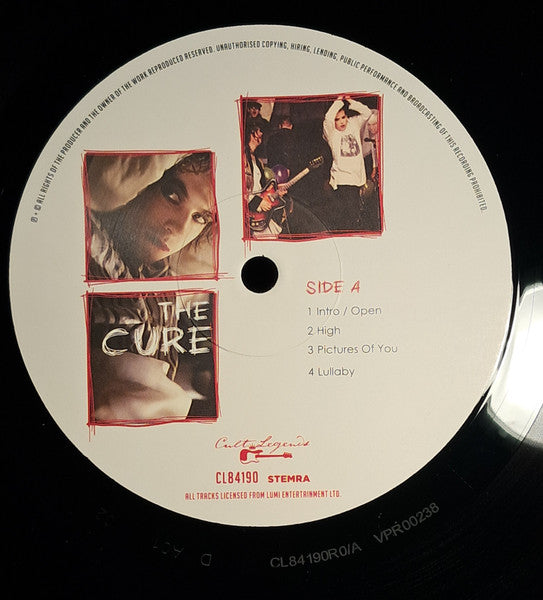 ℗ + © ALL RIGHTS OF THE PRODUCER AND THE OWNER OF THE WORK REPRODUCED RESERVED. UNAUTHORISED COPYING, HIRING, LENDING, PUBLIC PERFORMANCE AND BROADCASTING OF THIS RECORDING PROHIBITED.
THE
CURE
SIDE A
1 Intro / Open
2 High
3 Pictures Of You
4 Lullaby
Cult Legends
CL84190 STEMRA
ALL TRACKS LICENSED FROM LUMI ENTERTAINMENT LTD.
CL84190R0/A VPR00238